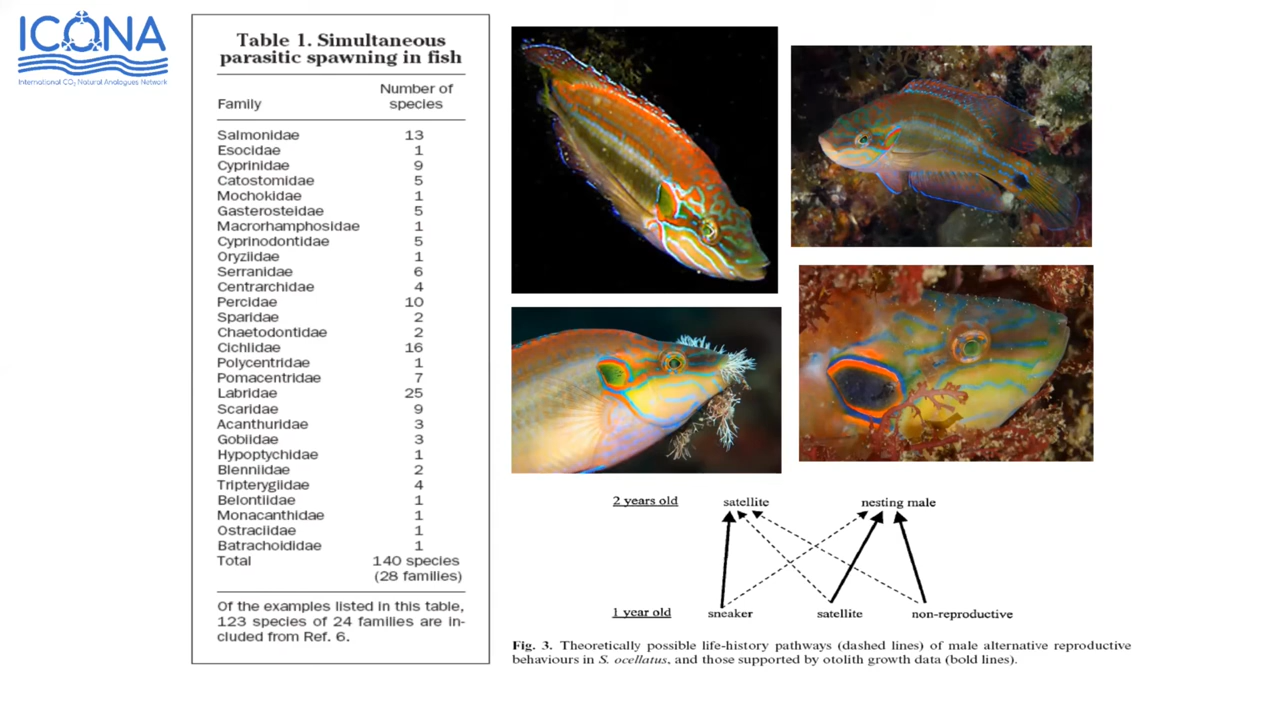 ICONA
International CO₂ Natural Analogues Network
Table 1. Simultaneous
parasitic spawning in fish
Family Number of species
Salmonidae 13
Esocidae 1
Cyprinidae 9
Catostomidae 5
Mochokidae 1
Gasterosteidae 5
Macrorhamphosidae 1
Cyprinodontidae 5
Oryziidae 1
Serranidae 6
Centrarchidae 4
Percidae 10
Sparidae 2
Chaetodontidae 2
Cichlidae 16
Polycentridae 1
Pomacentridae 7
Labridae 25
Scaridae 9
Acanthuridae 3
Gobiidae 3
Hypoptychidae 1
Blenniidae 2
Tripterygiidae 4
Belontiidae 1
Monacanthidae 1
Ostraciidae 1
Batrachoididae 1
Total 140 species
(28 families)
Of the examples listed in this table,
123 species of 24 families are in-
cluded from Ref. 6.
2 years old satellite nesting male
1 year old sneaker satellite non-reproductive
Fig. 3. Theoretically possible life-history pathways (dashed lines) of male alternative reproductive
behaviours in S. ocellatus, and those supported by otolith growth data (bold lines).